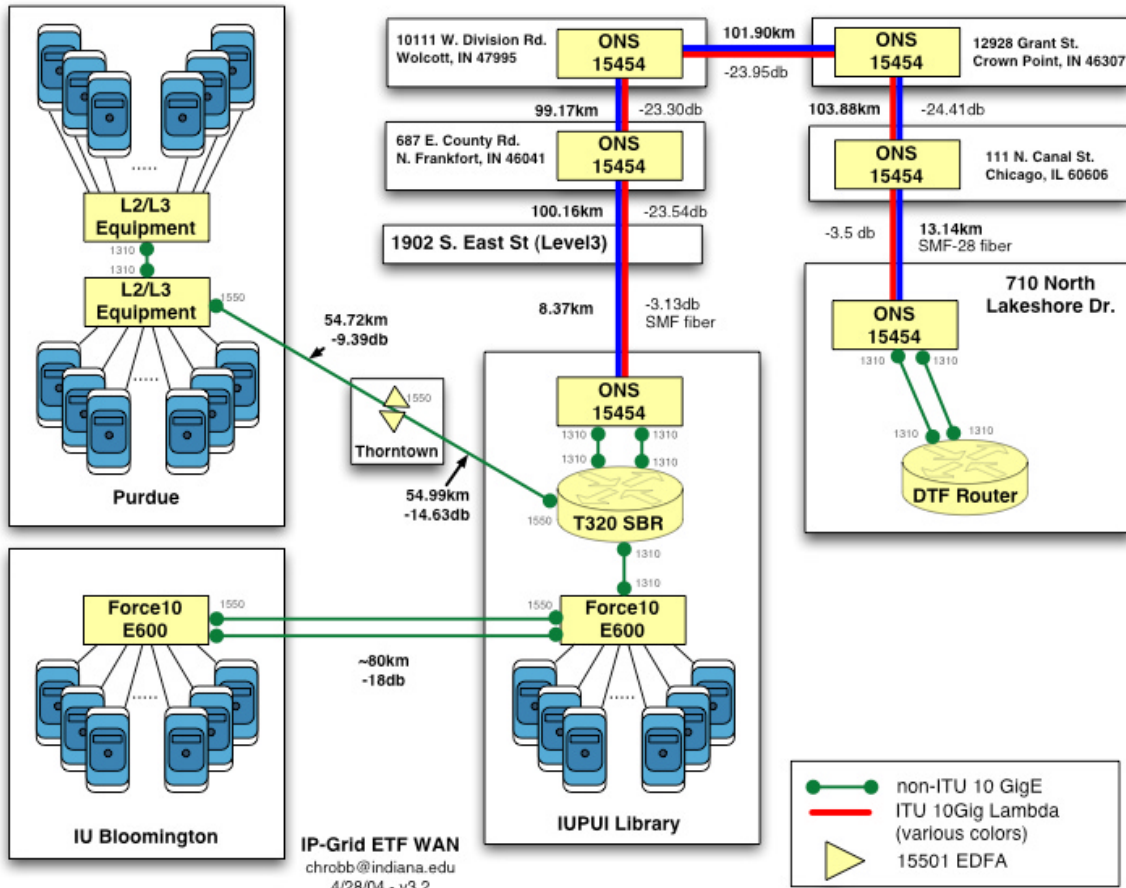 L2/L3
Equipment
1310
1310
L2/L3
Equipment
1550
.....
.....
Purdue
54.72km
-9.39db
1550
Thorntown
54.99km
-14.63db
10111 W. Division Rd.
Wolcott, IN 47995
ONS
15454
101.90km
-23.95db
ONS
15454
12928 Grant St.
Crown Point, IN 46307
99.17km
-23.30db
103.88km
-24.41db
687 E. County Rd.
N. Frankfort, IN 46041
ONS
15454
ONS
15454
111 N. Canal St.
Chicago, IL 60606
100.16km
-23.54db
-3.5 db
13.14km
SMF-28 fiber
1902 S. East St (Level3)
8.37km
-3.13db
SMF fiber
710 North
Lakeshore Dr.
ONS
15454
1310
1310
1310
1310
DTF Router
ONS
15454
1310
1310
1310
1310
1550
T320 SBR
1310
1310
1550
Force10
E600
.....
IUPUI Library
Force10
E600
1550
~80km
-18db
.....
IU Bloomington
IP-Grid ETF WAN
chrobb@indiana.edu
4/28/04 - v3.2
non-ITU 10 GigE
ITU 10Gig Lambda
(various colors)
15501 EDFA